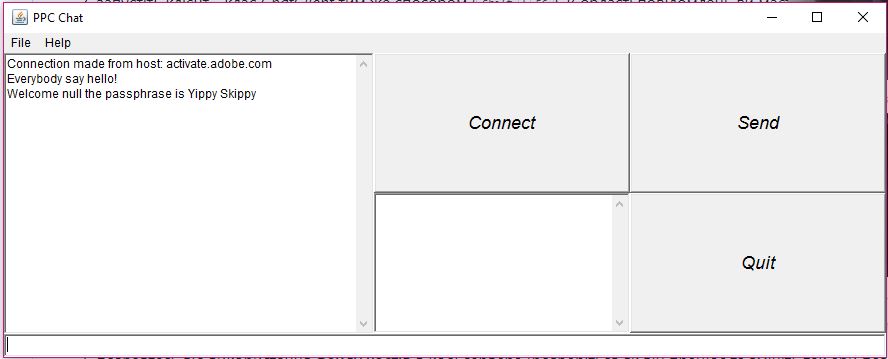 PPC Chat
File Help
Connection made from host: activate.adobe.com
Everybody say hello!
Welcome null the passphrase is Yippy Skippy
Connect
Send
Quit